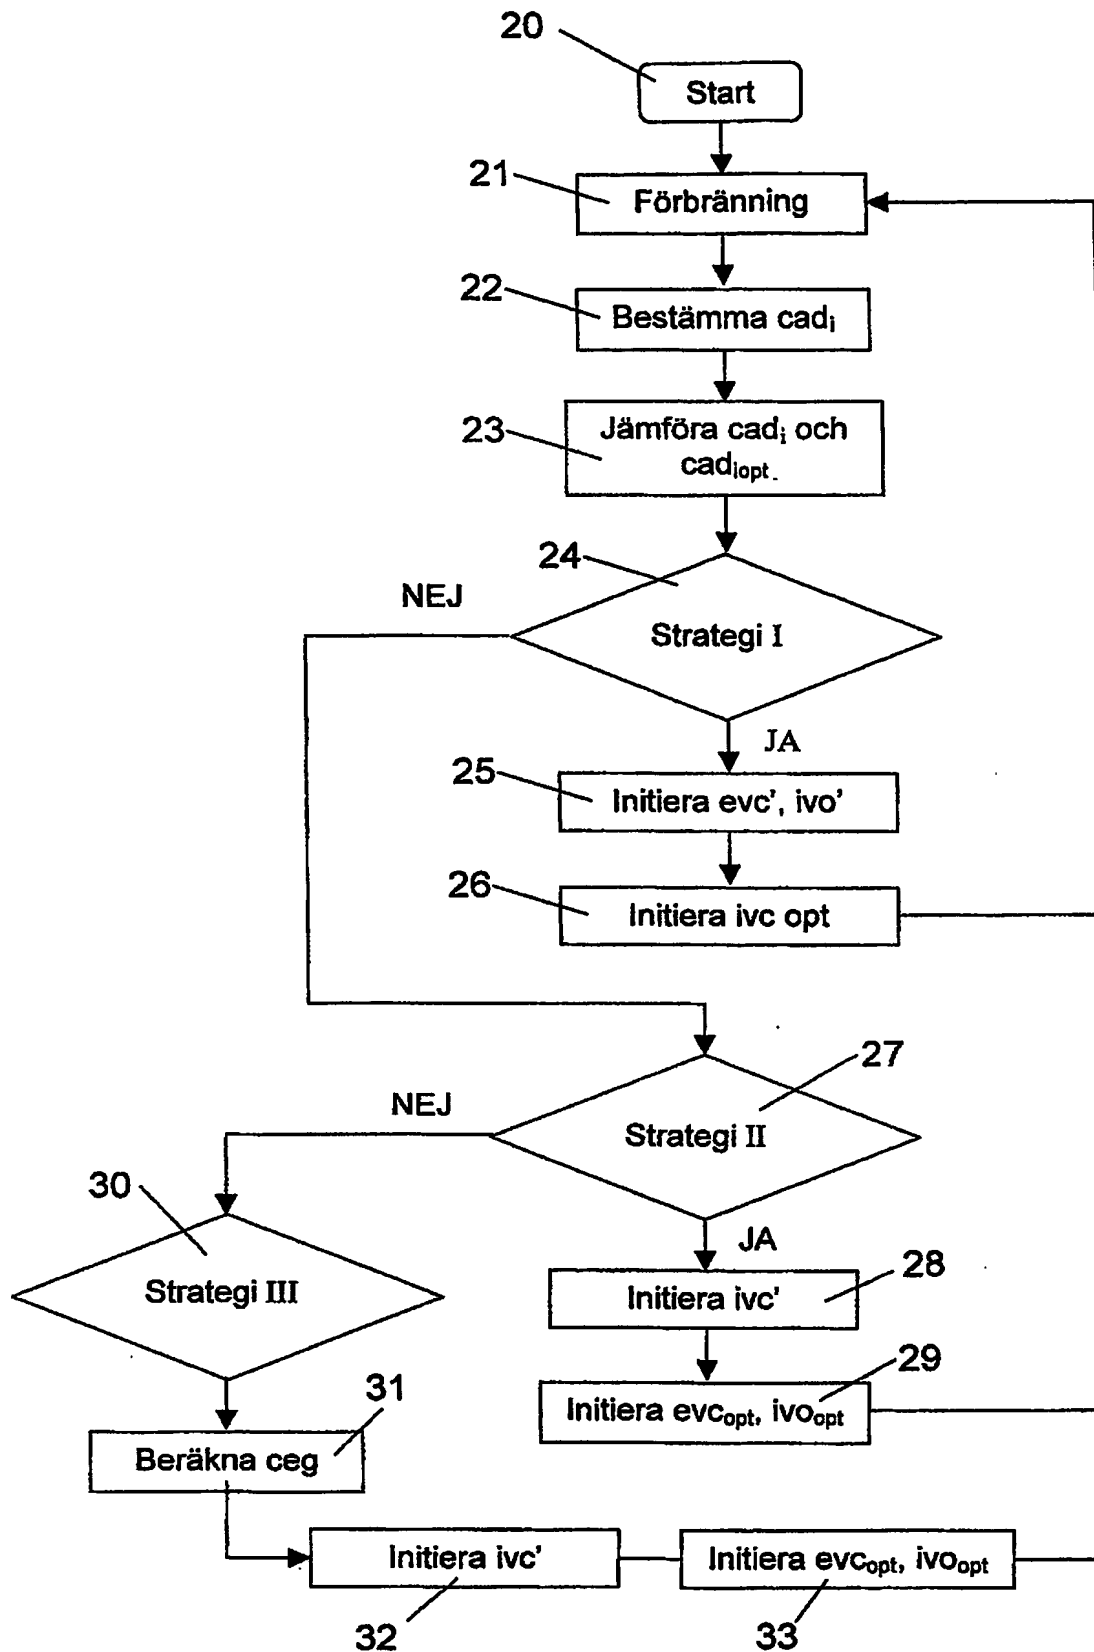 20
Start
21
Förbränning
22
Bestämma cadᵢ
23
Jämföra cadᵢ och
cadᵢₒₚₜ.
24
NEJ
Strategi I
JA
25
Initiera evc’, ivo’
26
Initiera ivc opt
27
NEJ
Strategi II
30
JA
Strategi III
28
Initiera ivc’
29
Initiera evcₒₚₜ, ivoₒₚₜ
31
Beräkna ceg
Initiera ivc’
Initiera evcₒₚₜ, ivoₒₚₜ
32
33